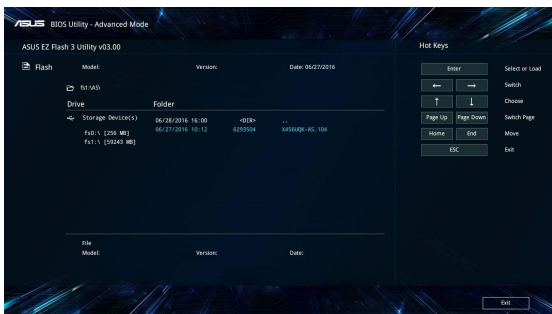 ASUS BIOS Utility - Advanced Mode
ASUS EZ Flash 3 Utility v03.00
Hot Keys
Flash
Model: Version: Date: 06/27/2016
fs1:\AS\
Drive Folder
Storage Device(s)
fs0:\ [256 MB]
fs1:\ [59243 MB]
06/28/2016 16:00 <DIR> ..
06/27/2016 10:12 6293504 X456UQK-AS.104
File
Model: Version: Date:
Enter Select or Load
← → Switch
↑ ↓ Choose
Page Up Page Down Switch Page
Home End Move
ESC Exit
Exit